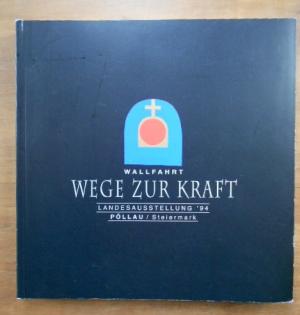 WALLFAHRT
WEGE ZUR KRAFT
LANDESAUSSTELLUNG '94
PÖLLAU / Steiermark